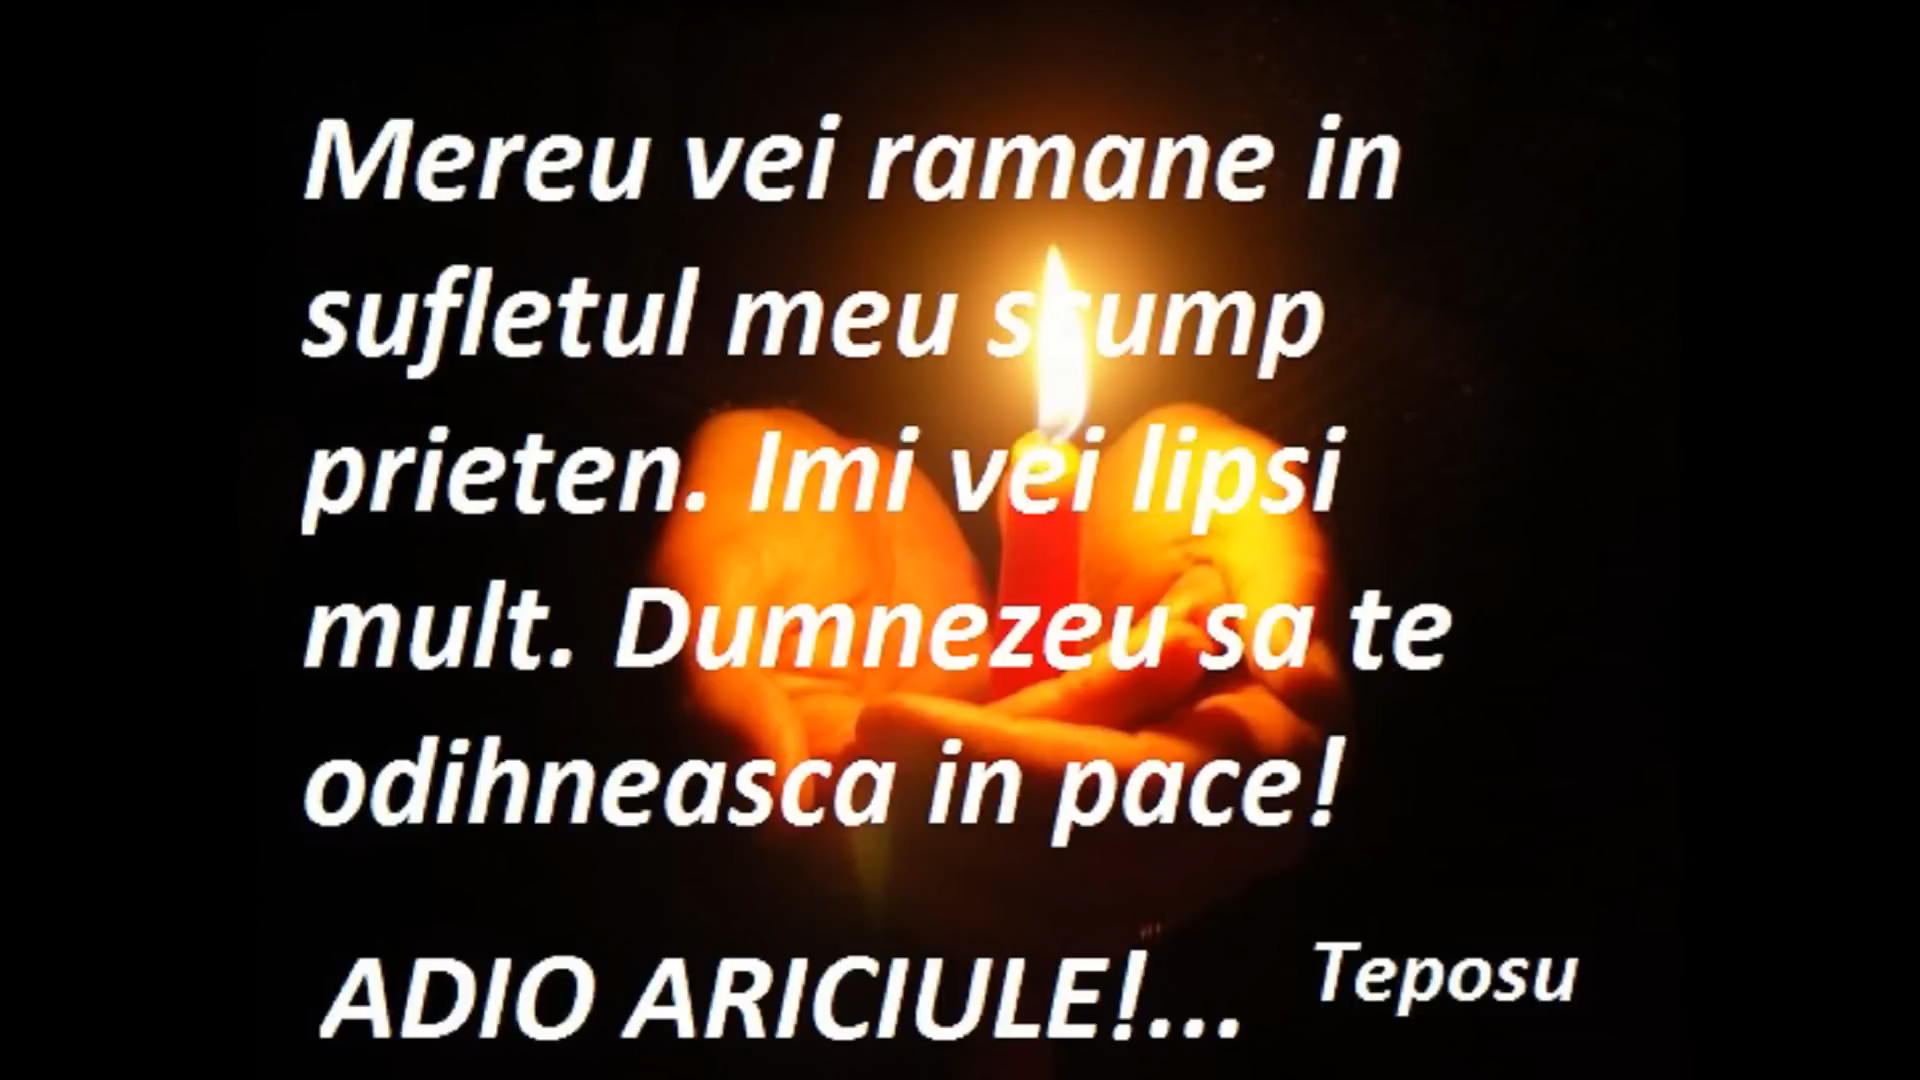 Mereu vei ramane in
sufletul meu scump
prieten. Imi vei lipsi
mult. Dumnezeu sa te
odihneasca in pace!
ADIO ARICIULE!... Teposu